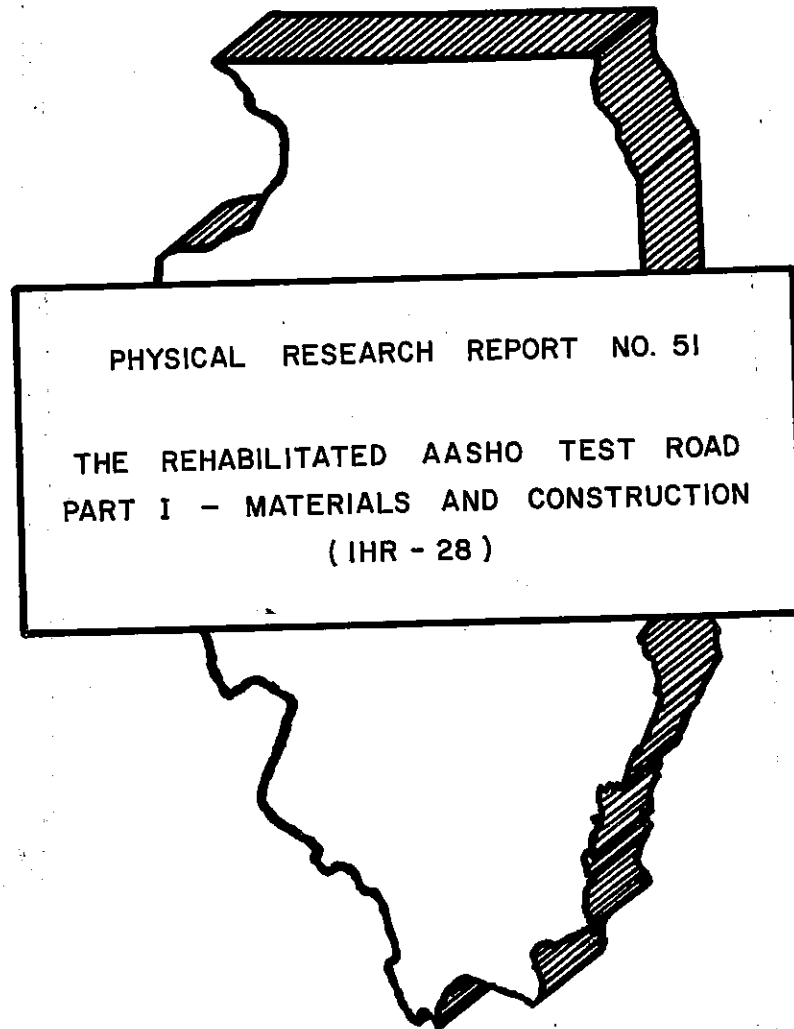 PHYSICAL RESEARCH REPORT NO. 51
THE REHABILITATED AASHO TEST ROAD
PART I - MATERIALS AND CONSTRUCTION
(IHR - 28)